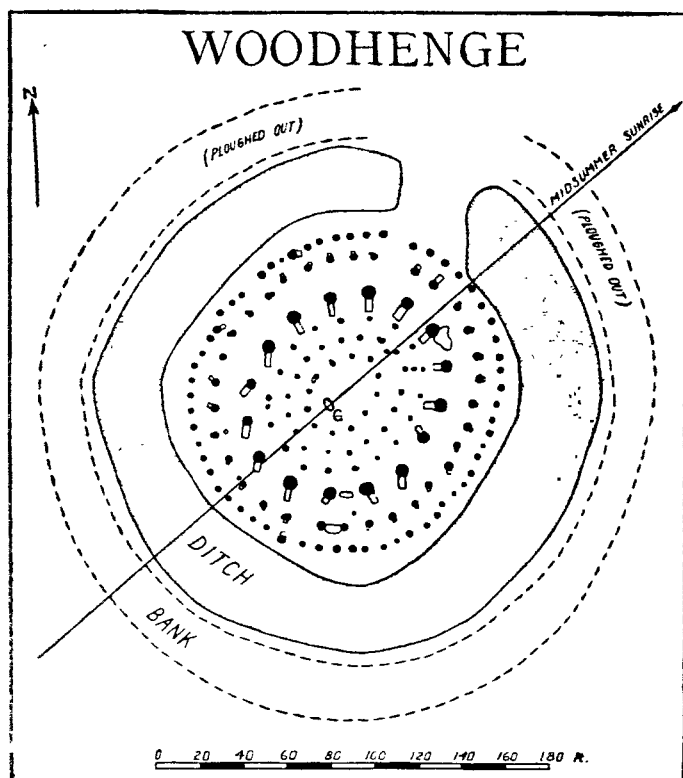 WOODHENGE
N
(PLOUGHED OUT)
MIDSUMMER SUNRISE
(PLOUGHED OUT)
G
DITCH
BANK
0 20 40 60 80 100 120 140 160 180 ft.